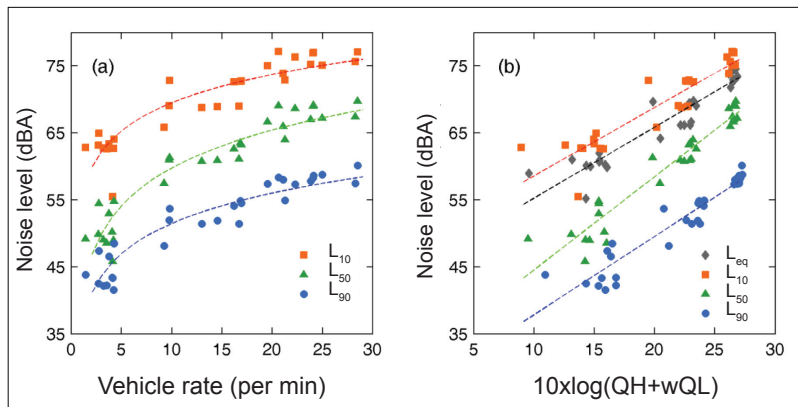 (a)
Noise level (dBA)
75
65
55
45
35
L10
L50
L90
0
5
10
15
20
25
30
Vehicle rate (per min)
(b)
Noise level (dBA)
75
65
55
45
35
Leq
L10
L50
L90
5
10
15
20
25
30
10xlog(QH+wQL)